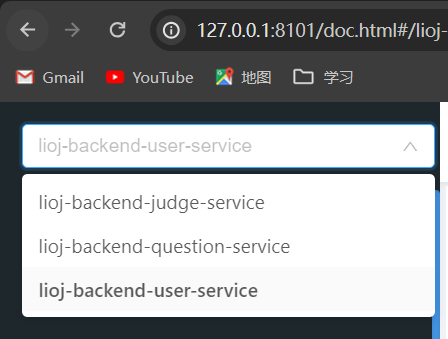 127.0.0.1:8101/doc.html#/lioj-
Gmail
YouTube
地图
学习
lioj-backend-user-service
lioj-backend-judge-service
lioj-backend-question-service
lioj-backend-user-service